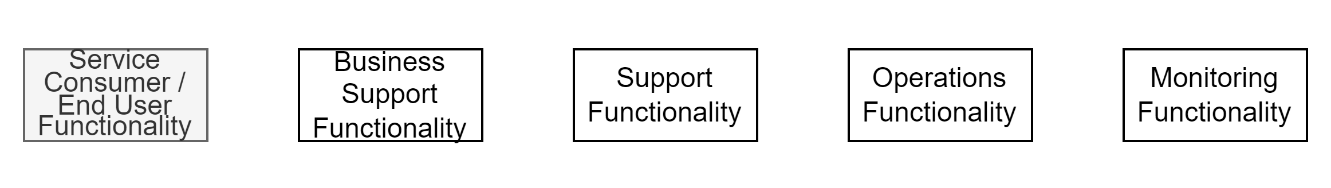 Service
Consumer /
End User
Functionality
Business
Support
Functionality
Support
Functionality
Operations
Functionality
Monitoring
Functionality